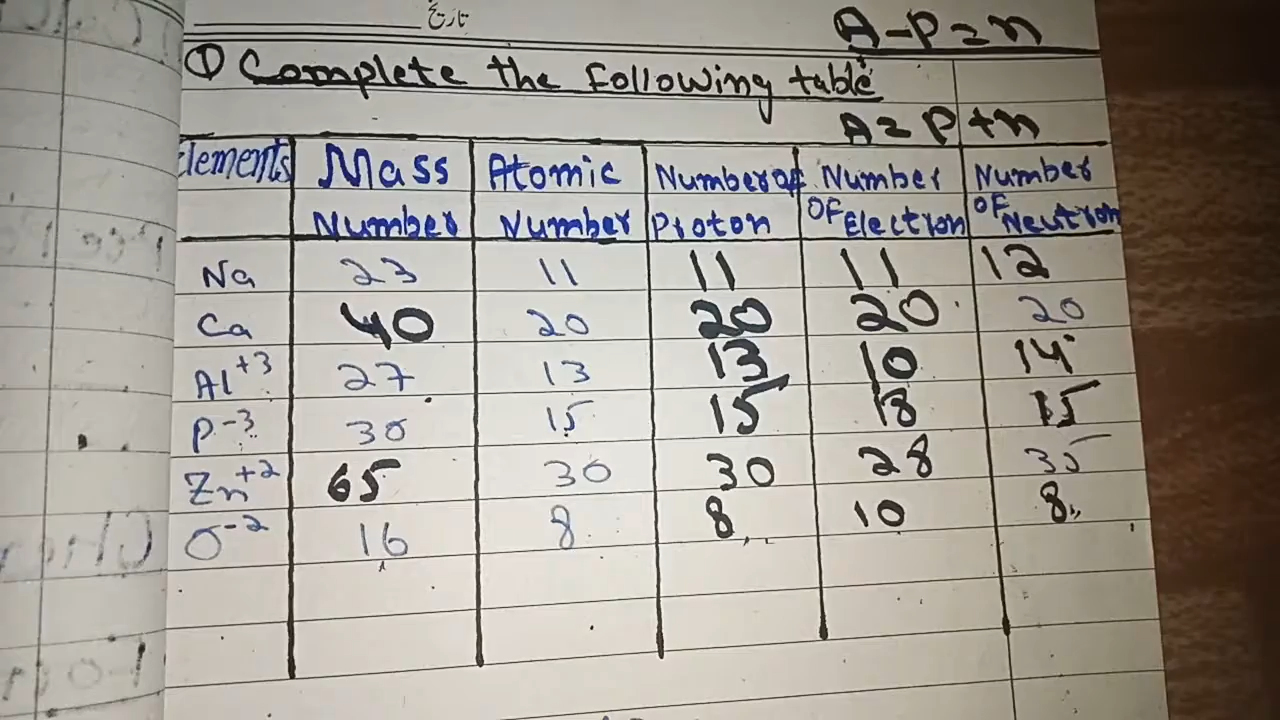 تاریخ
A-P=n
① Complete the Following table
A= P+n
Elements Mass Number Atomic Number Number of Proton Number OF Electron Number OF Neutron
Na 23 11 11 11 12
Ca 40 20 20 20 20
Al+3 27 13 13 10 14
P-3 30 15 15 18 15
Zn+2 65 30 30 28 35
O-2 16 8 8 10 8